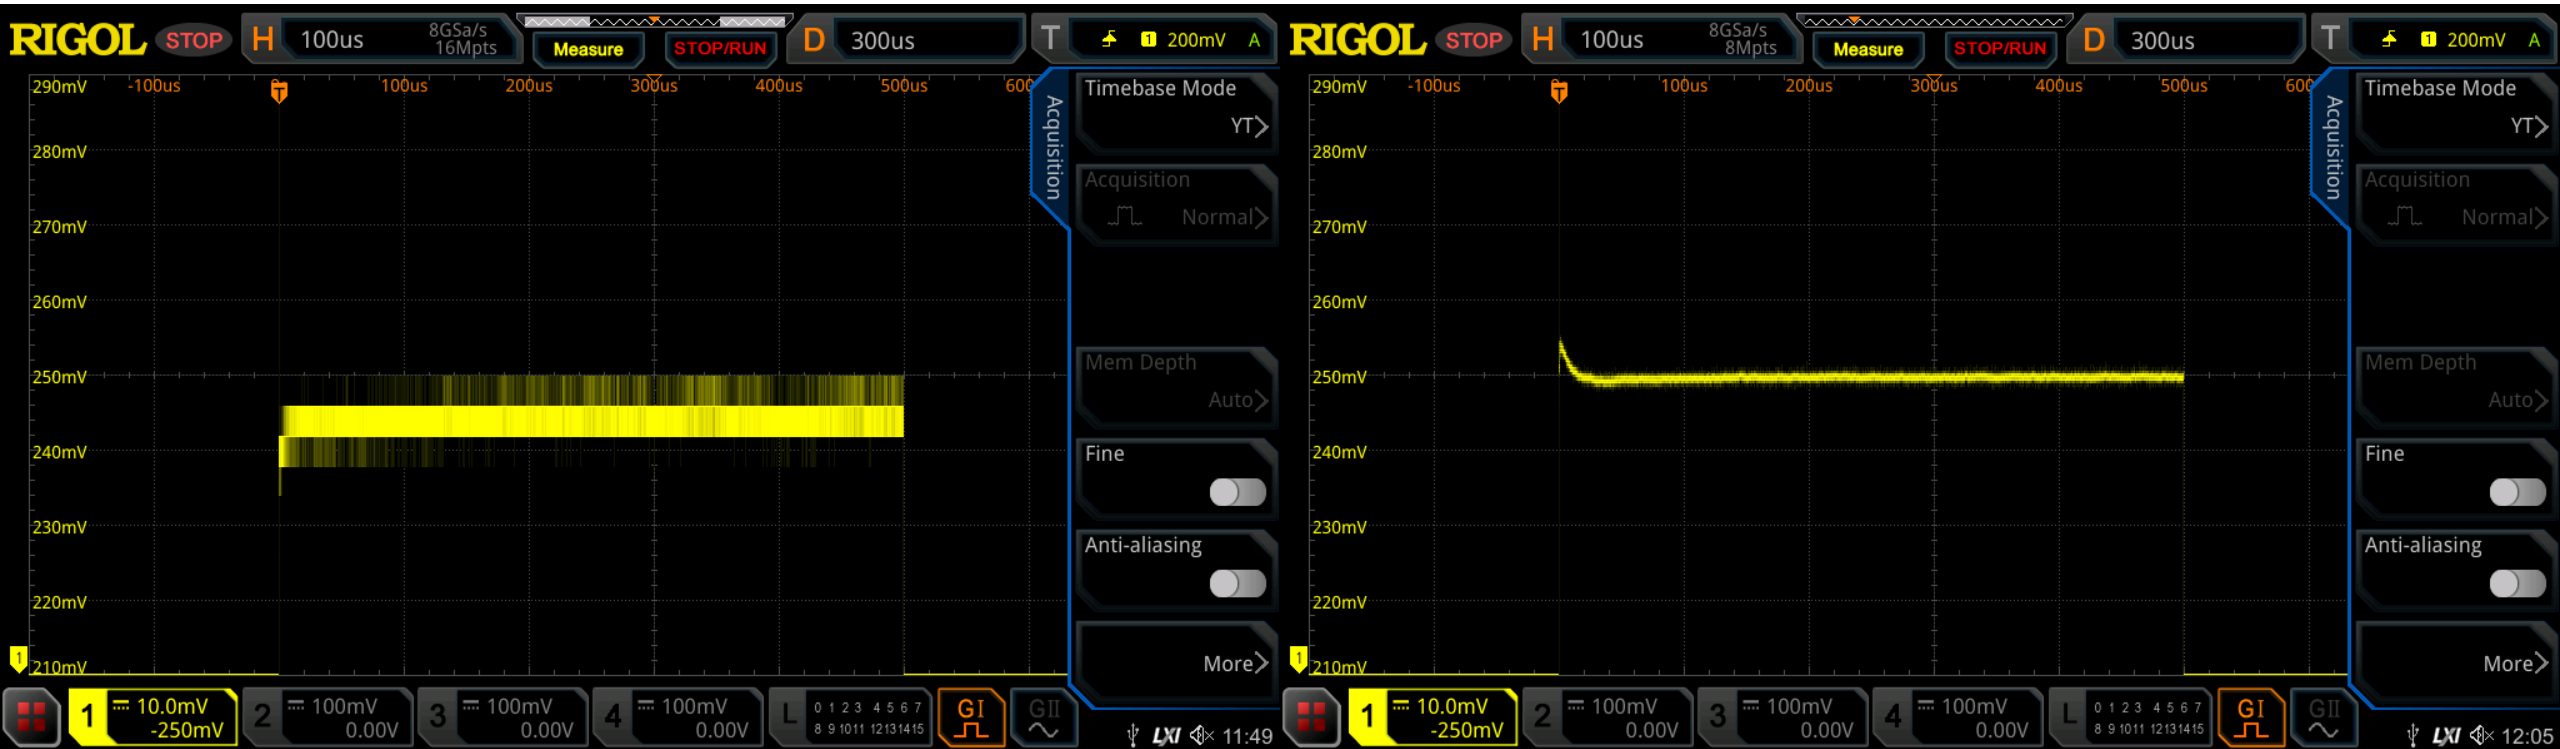 RIGOL STOP H 100us 8GSa/s 16Mpts Measure STOP/RUN D 300us T 1 200mV A
-100us T 100us 200us 300us 400us 500us 600
290mV
280mV
270mV
260mV
250mV
240mV
230mV
220mV
210mV
1
Acquisition
Timebase Mode
YT
Acquisition
Normal
Mem Depth
Auto
Fine
Anti-aliasing
More
1 10.0mV -250mV
2 100mV 0.00V
3 100mV 0.00V
4 100mV 0.00V
L 0 1 2 3 4 5 6 7
8 9 10 11 12 13 14 15
GI
GII
LXI 11:49
RIGOL STOP H 100us 8GSa/s 8Mpts Measure STOP/RUN D 300us T 1 200mV A
-100us T 100us 200us 300us 400us 500us 600
290mV
280mV
270mV
260mV
250mV
240mV
230mV
220mV
210mV
1
Acquisition
Timebase Mode
YT
Acquisition
Normal
Mem Depth
Auto
Fine
Anti-aliasing
More
1 10.0mV -250mV
2 100mV 0.00V
3 100mV 0.00V
4 100mV 0.00V
L 0 1 2 3 4 5 6 7
8 9 10 11 12 13 14 15
GI
GII
LXI 12:05